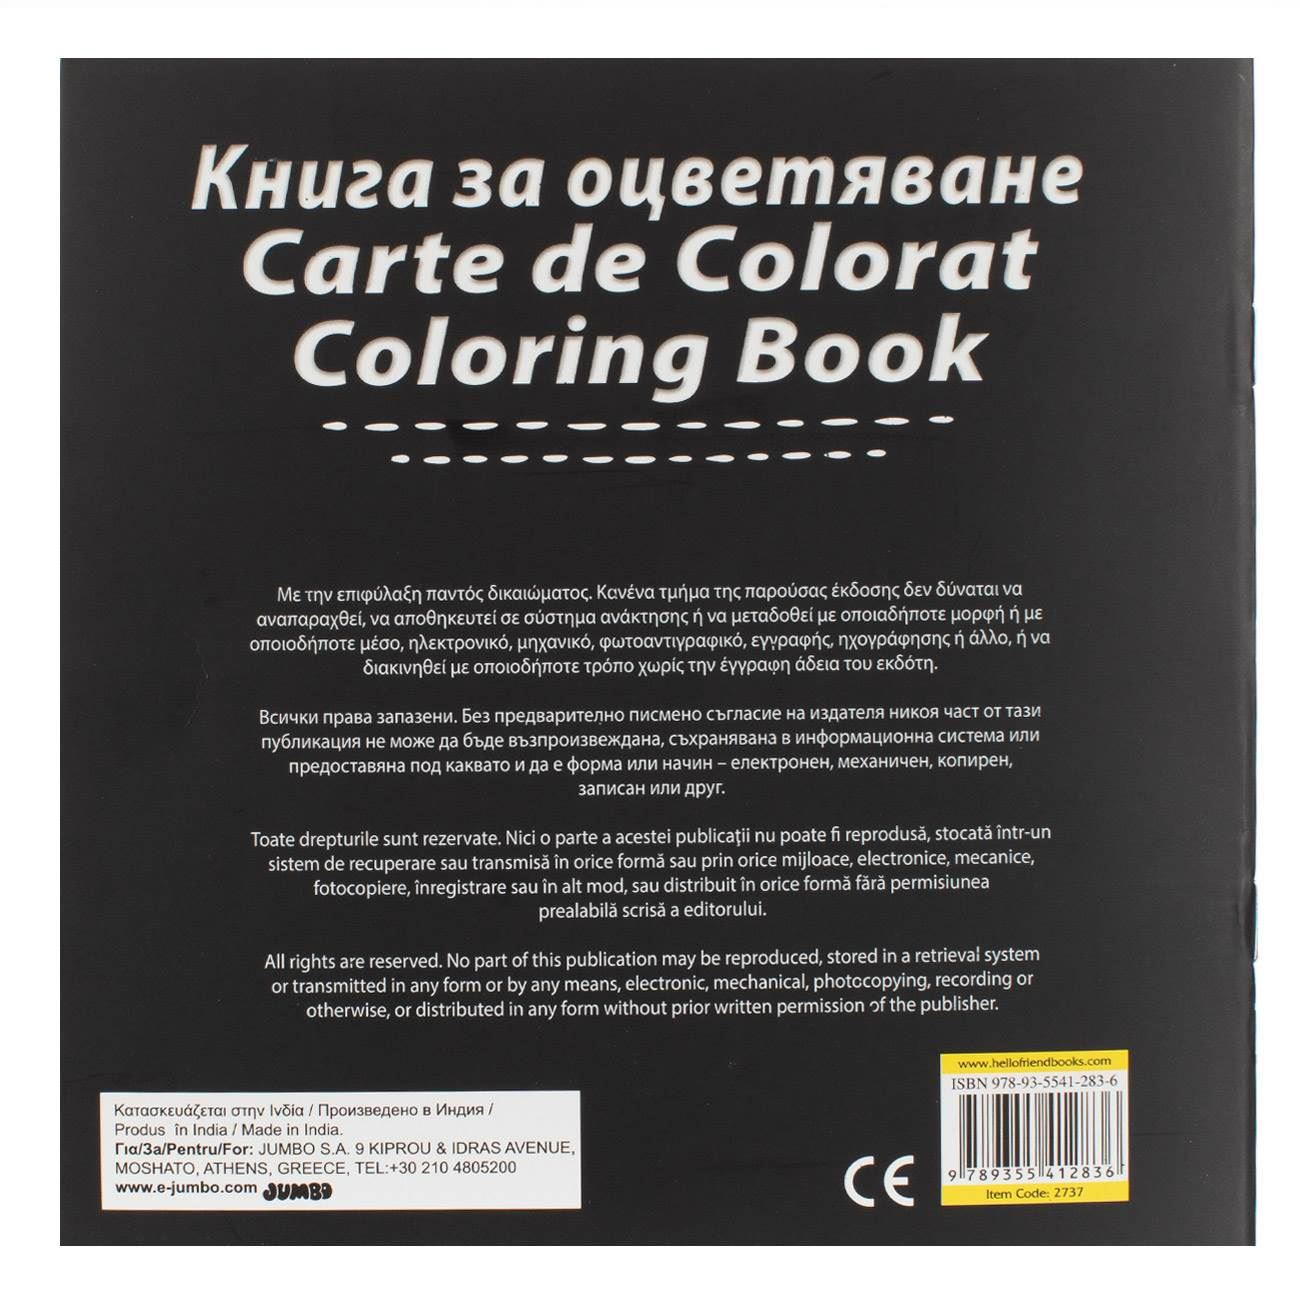 Книга за оцветяване
Carte de Colorat
Coloring Book
Με την επιφύλαξη παντός δικαιώματος. Κανένα τμήμα της παρούσας έκδοσης δεν δύναται να
αναπαραχθεί, να αποθηκευτεί σε σύστημα ανάκτησης ή να μεταδοθεί με οποιαδήποτε μορφή ή με
οποιοδήποτε μέσο, ηλεκτρονικό, μηχανικό, φωτοαντιγραφικό, εγγραφής, ηχογράφησης ή άλλο, ή να
διακινηθεί με οποιοδήποτε τρόπο χωρίς την έγγραφη άδεια του εκδότη.
Всички права запазени. Без предварително писмено съгласие на издателя никоя част от тази
публикация не може да бъде възпроизвеждана, съхранявана в информационна система или
предоставяна под каквато и да е форма или начин – електронен, механичен, копирен,
записан или друг.
Toate drepturile sunt rezervate. Nici o parte a acestei publicații nu poate fi reprodusă, stocată într-un
sistem de recuperare sau transmisă în orice formă sau prin orice mijloace, electronice, mecanice,
fotocopiere, înregistrare sau în alt mod, sau distribuit în orice formă fără permisiunea
prealabilă scrisă a editorului.
All rights are reserved. No part of this publication may be reproduced, stored in a retrieval system
or transmitted in any form or by any means, electronic, mechanical, photocopying, recording or
otherwise, or distributed in any form without prior written permission of the publisher.
Κατασκευάζεται στην Ινδία / Произведено в Индия /
Produs în India / Made in India.
Για/За/Pentru/For: JUMBO S.A. 9 KIPROU & IDRAS AVENUE,
MOSHATO, ATHENS, GREECE, TEL:+30 210 4805200
www.e-jumbo.com JUMBO
CE
www.hellofriendbooks.com
ISBN 978-93-5541-283-6
9 789355 412836
Item Code: 2737